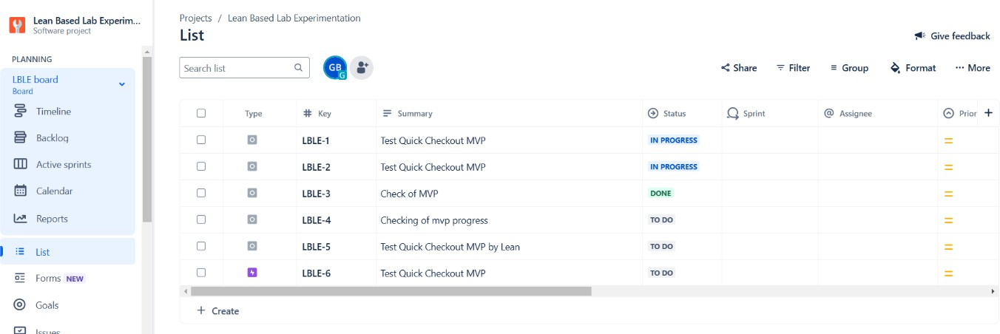 Lean Based Lab Experim...
Software project
PLANNING
LBLE board
Board
Timeline
Backlog
Active sprints
Calendar
Reports
List
Forms NEW
Goals
Issues
Projects / Lean Based Lab Experimentation
List
Give feedback
Search list
GB
G
Share Filter Group Format More
Type Key Summary Status Sprint Assignee Prior
LBLE-1 Test Quick Checkout MVP IN PROGRESS
LBLE-2 Test Quick Checkout MVP IN PROGRESS
LBLE-3 Check of MVP DONE
LBLE-4 Checking of mvp progress TO DO
LBLE-5 Test Quick Checkout MVP by Lean TO DO
LBLE-6 Test Quick Checkout MVP TO DO
+ Create